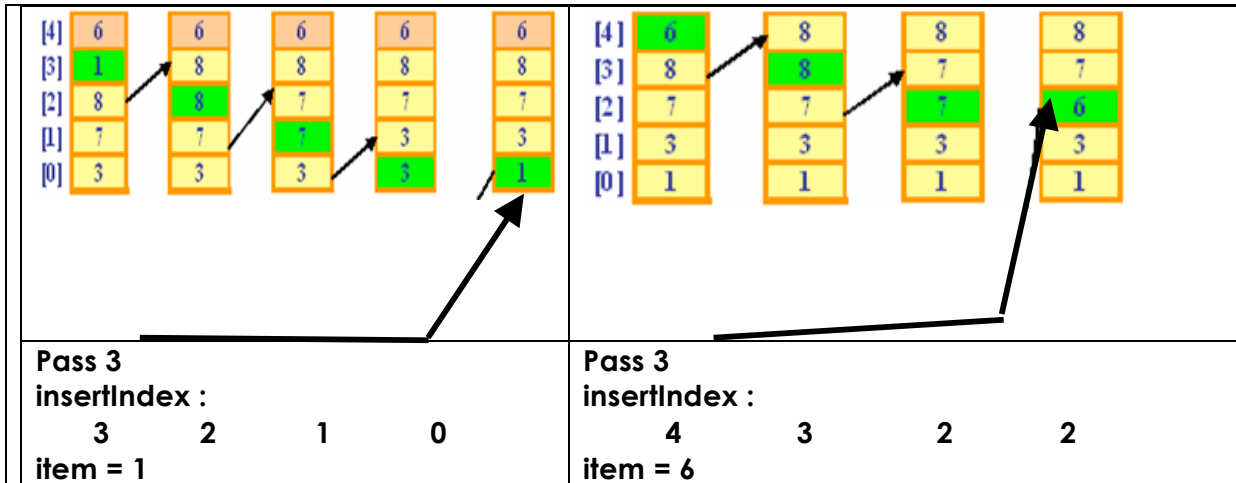 [4] 6 6 6 6 6
[3] 1 8 8 8 8
[2] 8 8 7 7 7
[1] 7 7 7 3 3
[0] 3 3 3 3 1
Pass 3
insertIndex :
3 2 1 0
item = 1
[4] 6 8 8 8
[3] 8 8 7 7
[2] 7 7 7 6
[1] 3 3 3 3
[0] 1 1 1 1
Pass 3
insertIndex :
4 3 2 2
item = 6